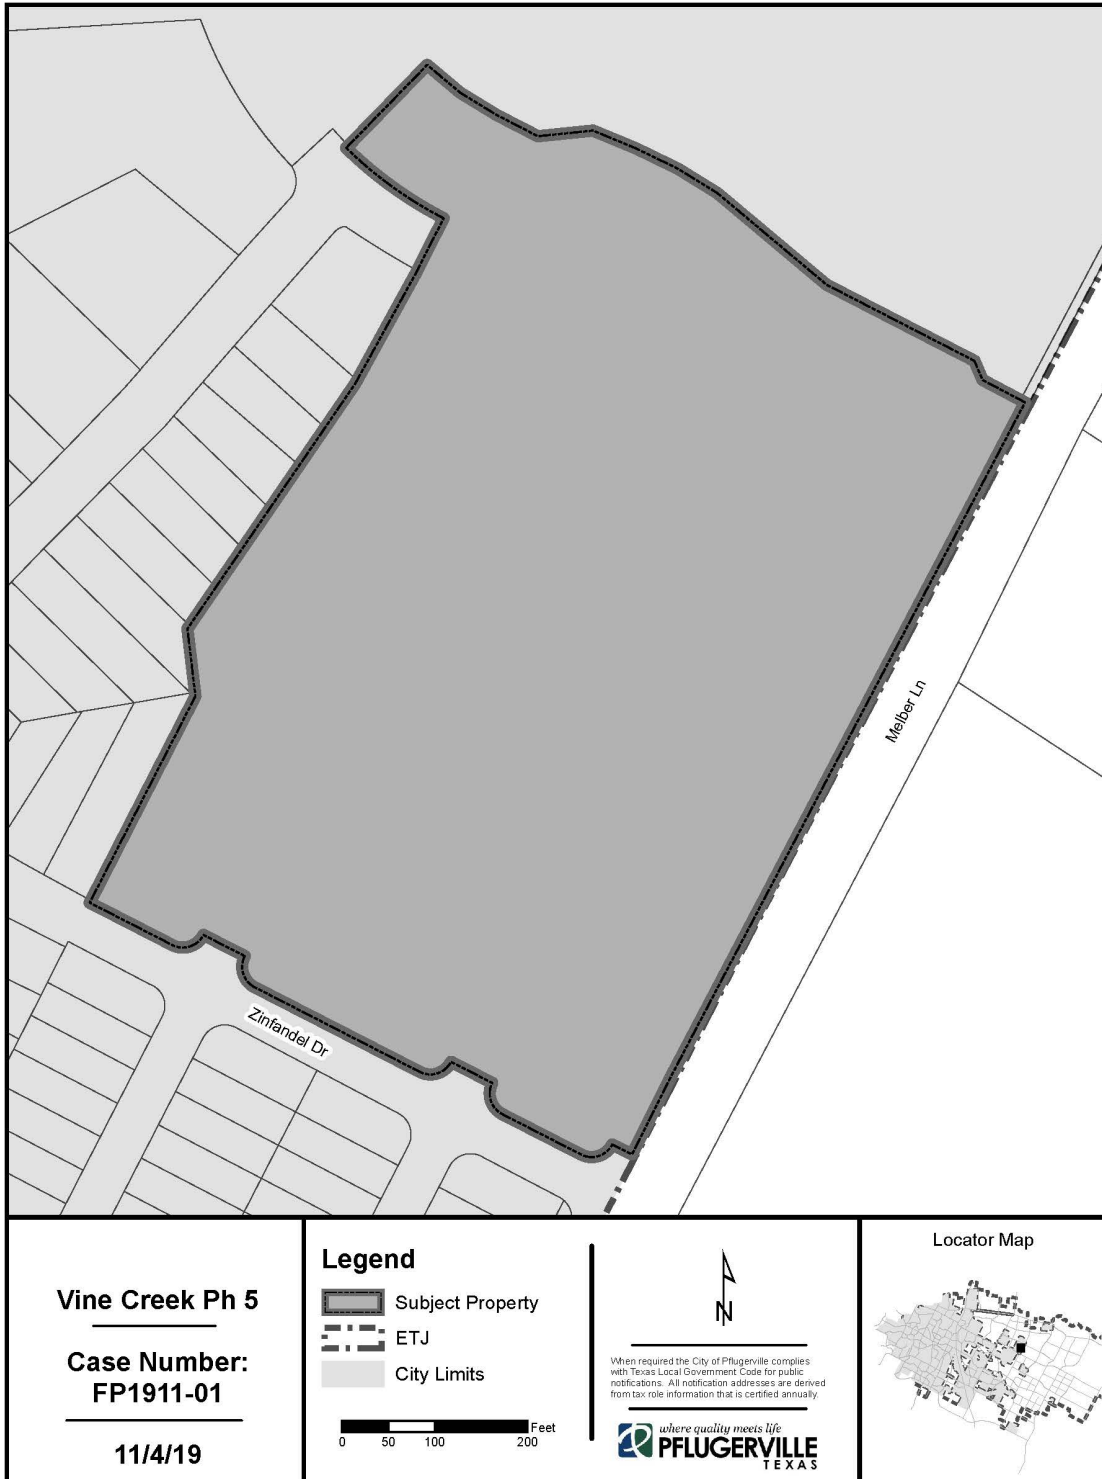 Melber Ln
Zinfandel Dr
Vine Creek Ph 5
Case Number:
FP1911-01
11/4/19
Legend
Subject Property
ETJ
City Limits
Feet
0 50 100 200
N
When required the City of Pflugerville complies
with Texas Local Government Code for public
notifications. All notification addresses are derived
from tax role information that is certified annually.
where quality meets life
PFLUGERVILLE
TEXAS
Locator Map